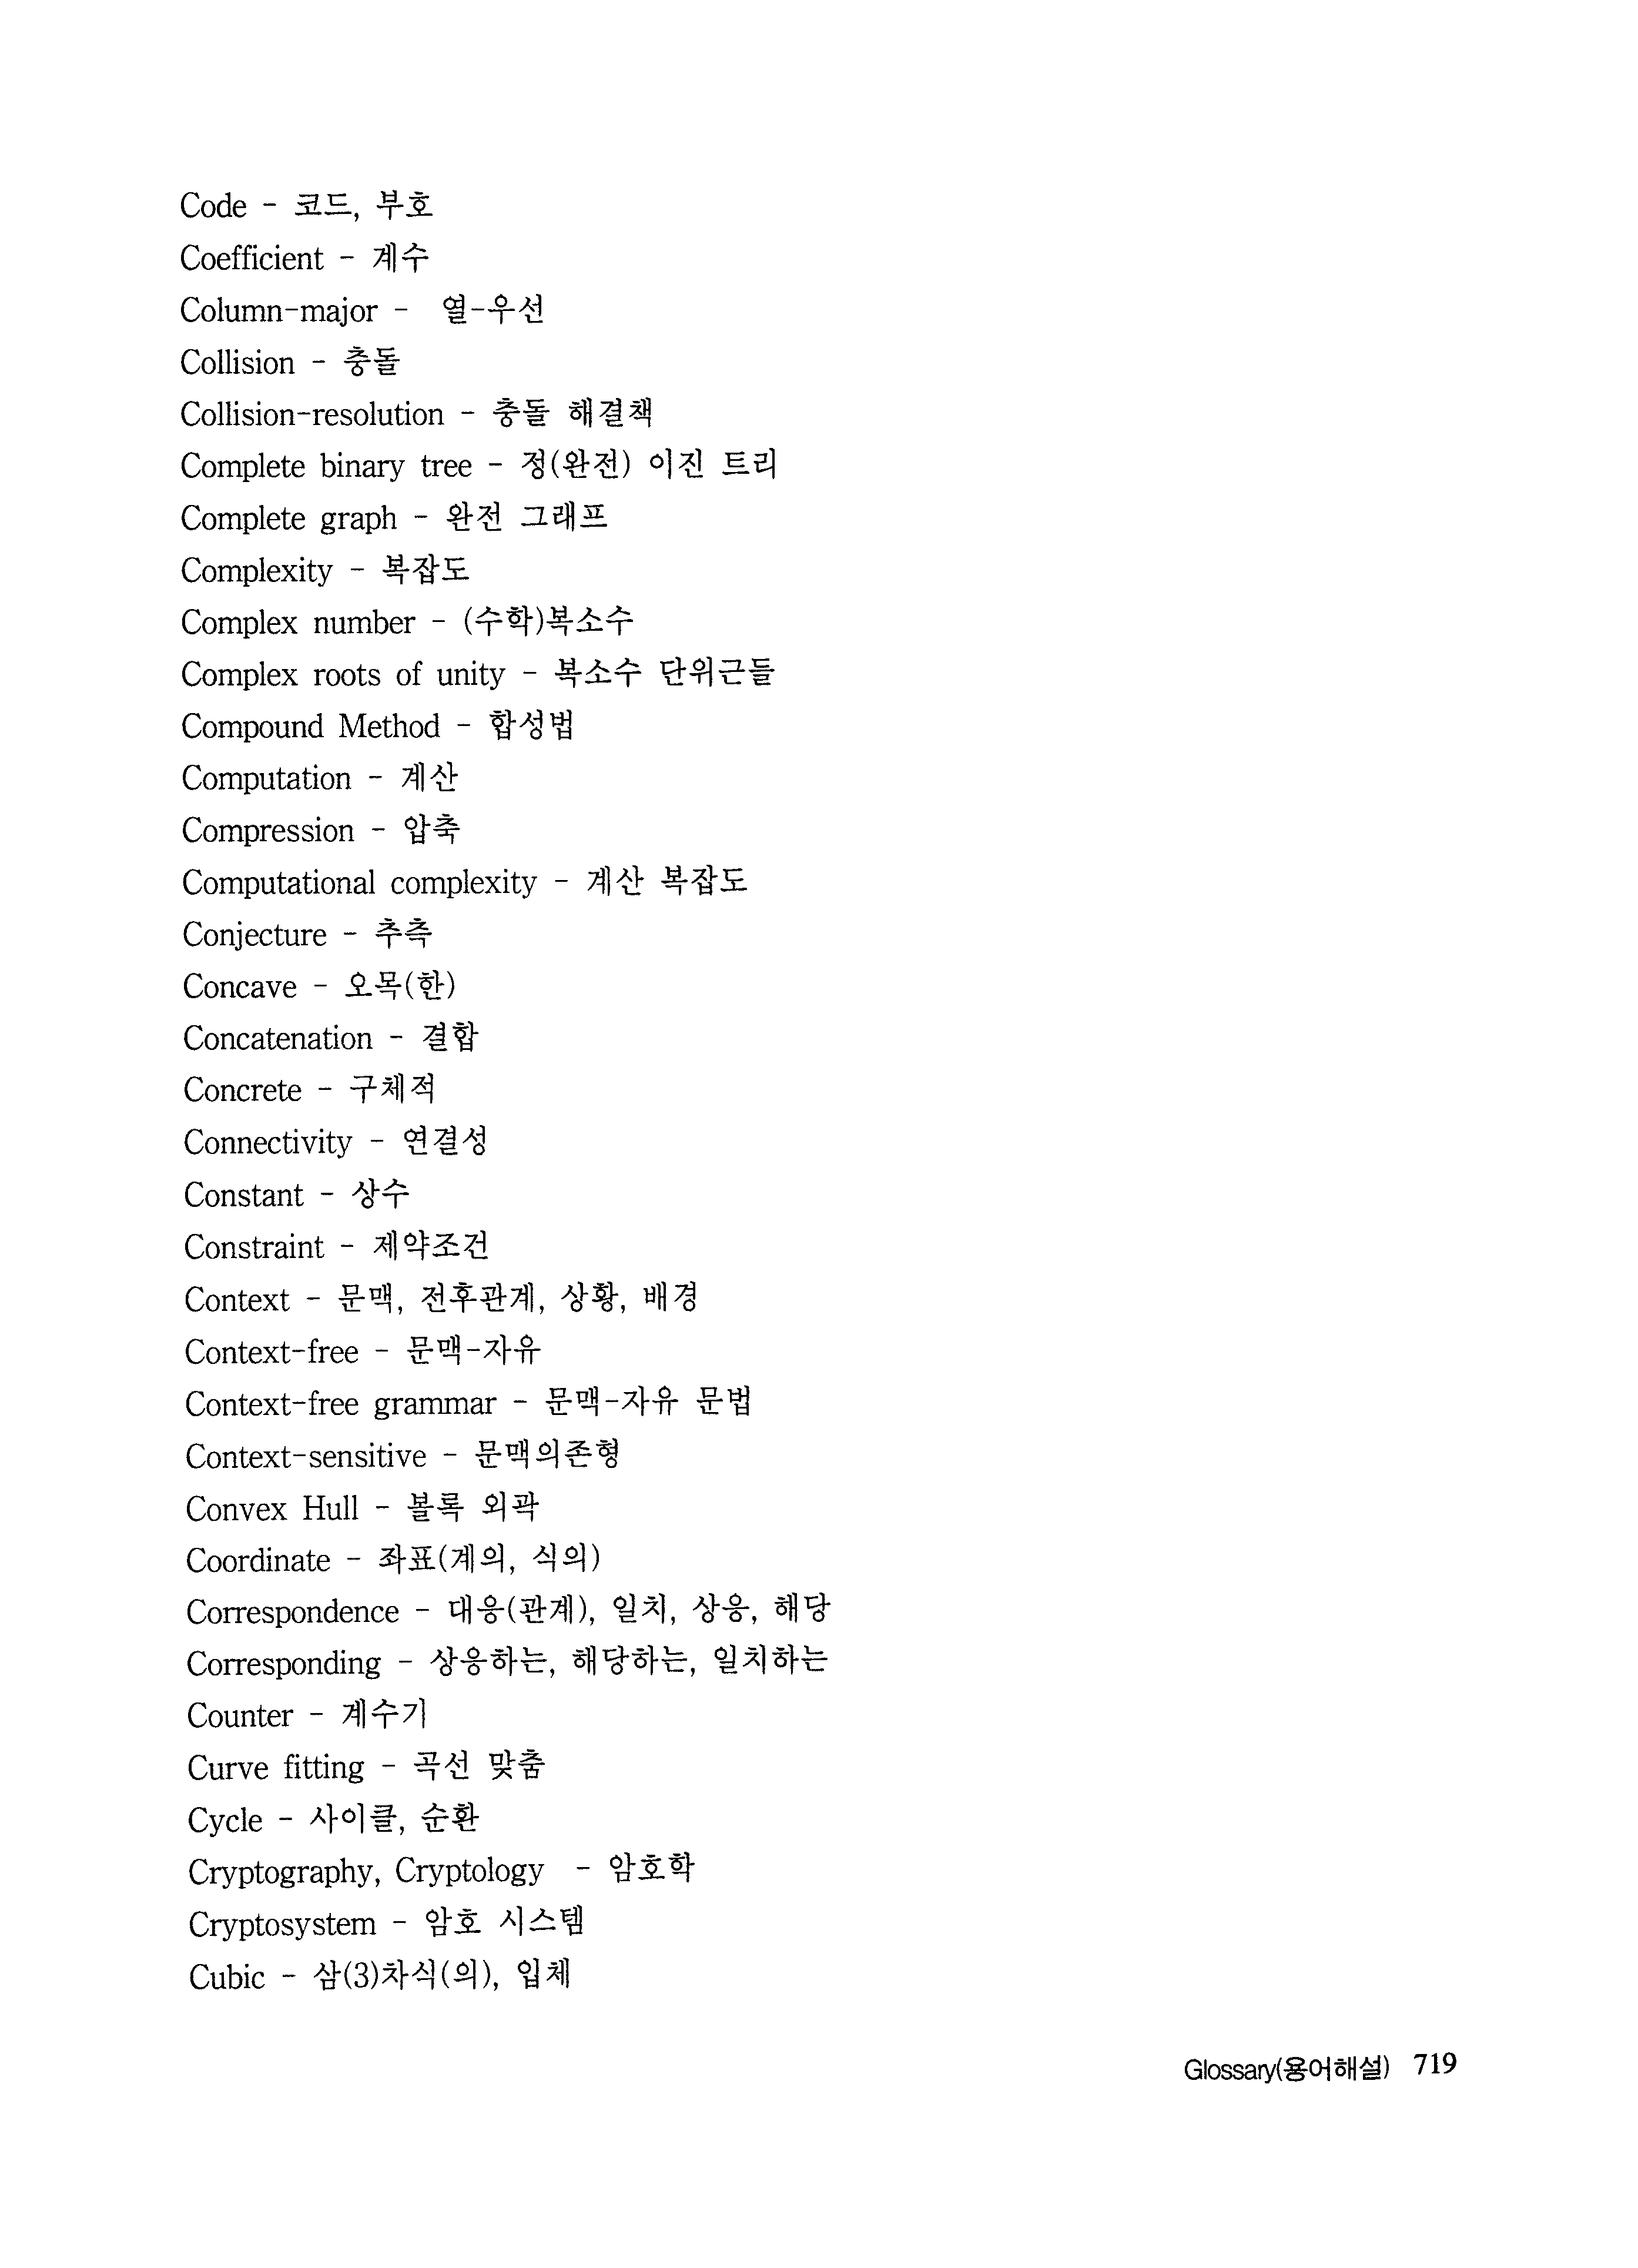 Code - 코드, 부호
Coefficient - 계수
Column-major -  열-우선
Collision - 충돌
Collision-resolution - 충돌 해결책
Complete binary tree - 정(완전) 이진 트리
Complete graph - 완전 그래프
Complexity - 복잡도
Complex number - (수학)복소수
Complex roots of unity - 복소수 단위근들
Compound Method - 합성법
Computation - 계산
Compression - 압축
Computational complexity - 계산 복잡도
Conjecture - 추측
Concave - 오목(한)
Concatenation - 결합
Concrete - 구체적
Connectivity - 연결성
Constant - 상수
Constraint - 제약조건
Context - 문맥, 전후관계, 상황, 배경
Context-free - 문맥-자유
Context-free grammar - 문맥-자유 문법
Context-sensitive - 문맥의존형
Convex Hull - 볼록 외곽
Coordinate - 좌표(계의, 식의)
Correspondence - 대응(관계), 일치, 상응, 해당
Corresponding - 상응하는, 해당하는, 일치하는
Counter - 계수기
Curve fitting - 곡선 맞춤
Cycle - 사이클, 순환
Cryptography, Cryptology  - 암호학
Cryptosystem - 암호 시스템
Cubic - 삼(3)차식(의), 입체
Glossary(용어해설) 719